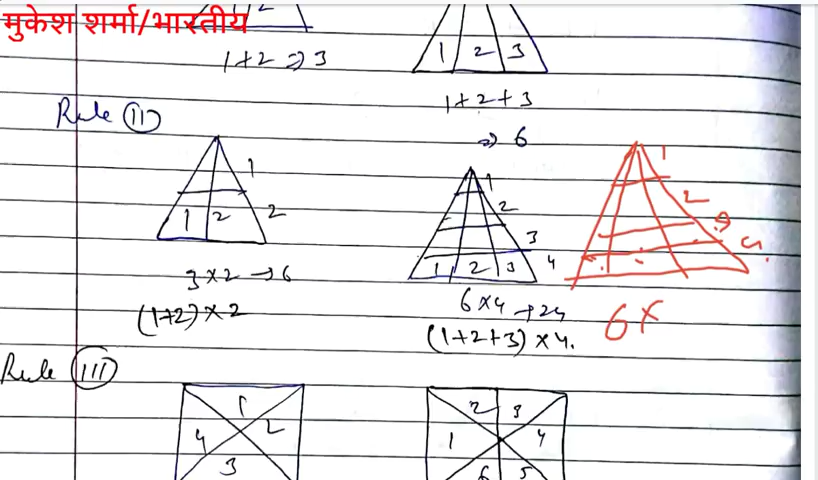 मुकेश शर्मा/भारतीय
1 2
1+2 ⇒ 3
1 2 3
1+2+3
⇒ 6
Rule (II)
1
1 2 2
3×2 → 6
(1+2) × 2
1
2
3
1 2 3 4
6×4 → 24
(1+2+3) × 4.
1
2
6 ×
Rule (III)
1
4 2
3
2 3
1 4
6 5